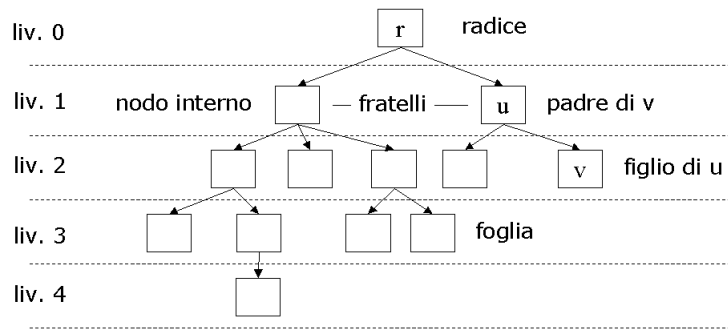 liv. 0 r radice
liv. 1 nodo interno — fratelli — u padre di v
liv. 2 v figlio di u
liv. 3 foglia
liv. 4